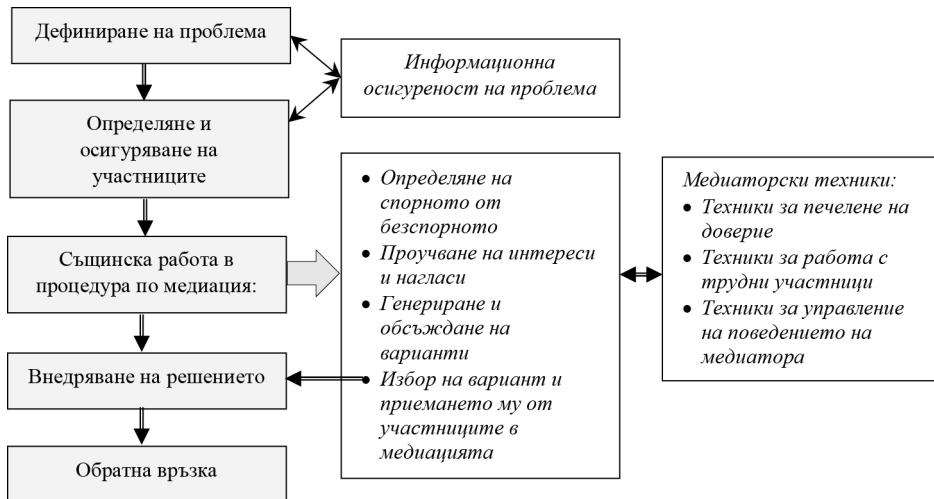 Дефиниране на проблема
Информационна
осигуреност на проблема
Определяне и
осигуряване на
участниците
Същинска работа в
процедура по медиация:
Внедряване на решението
Обратна връзка
• Определяне на
спорното от
безспорното
• Проучване на интереси
и нагласи
• Генериране и
обсъждане на
варианти
• Избор на вариант и
приемането му от
участниците в
медиацията
Медиаторски техники:
• Техники за печелене на
доверие
• Техники за работа с
трудни участници
• Техники за управление
на поведението на
медиатора